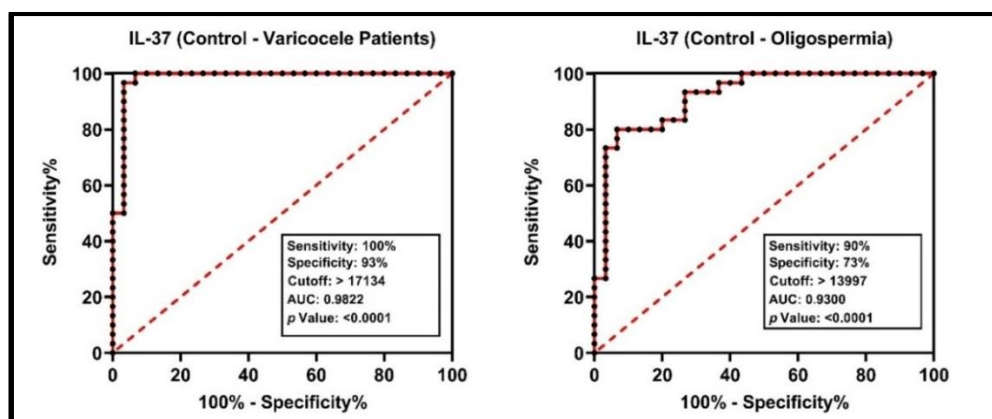 IL-37 (Control - Varicocele Patients)
100
80
60
40
20
0
Sensitivity%
Sensitivity: 100%
Specificity: 93%
Cutoff: > 17134
AUC: 0.9822
p Value: <0.0001
0 20 40 60 80 100
100% - Specificity%
IL-37 (Control - Oligospermia)
100
80
60
40
20
0
Sensitivity%
Sensitivity: 90%
Specificity: 73%
Cutoff: > 13997
AUC: 0.9300
p Value: <0.0001
0 20 40 60 80 100
100% - Specificity%